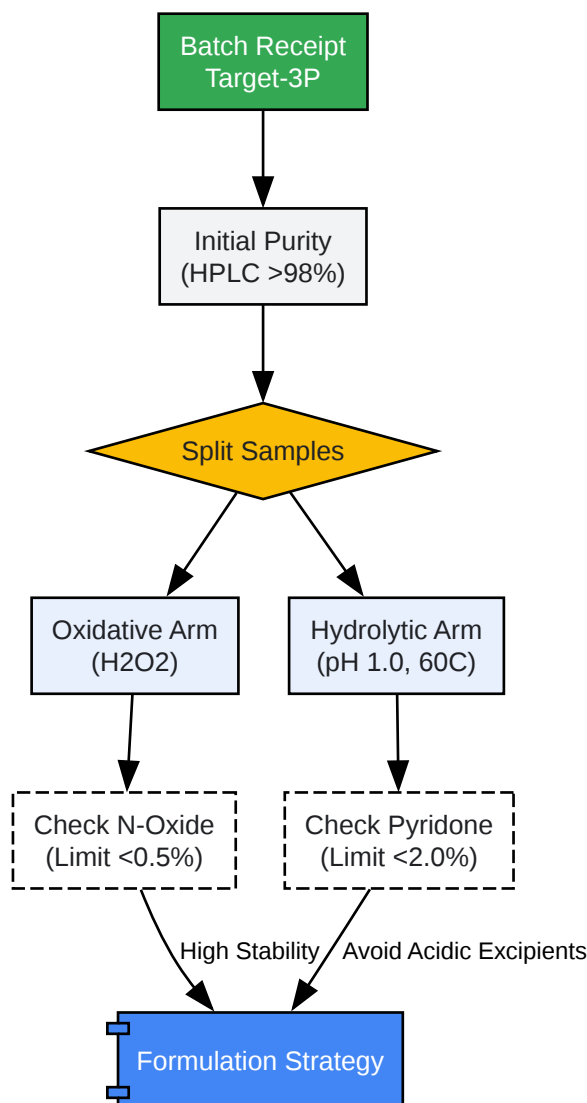 Batch Receipt
Target-3P
Initial Purity
(HPLC >98%)
Split Samples
Oxidative Arm
(H2O2)
Hydrolytic Arm
(pH 1.0, 60C)
Check N-Oxide
(Limit <0.5%)
Check Pyridone
(Limit <2.0%)
High Stability
Avoid Acidic Excipients
Formulation Strategy